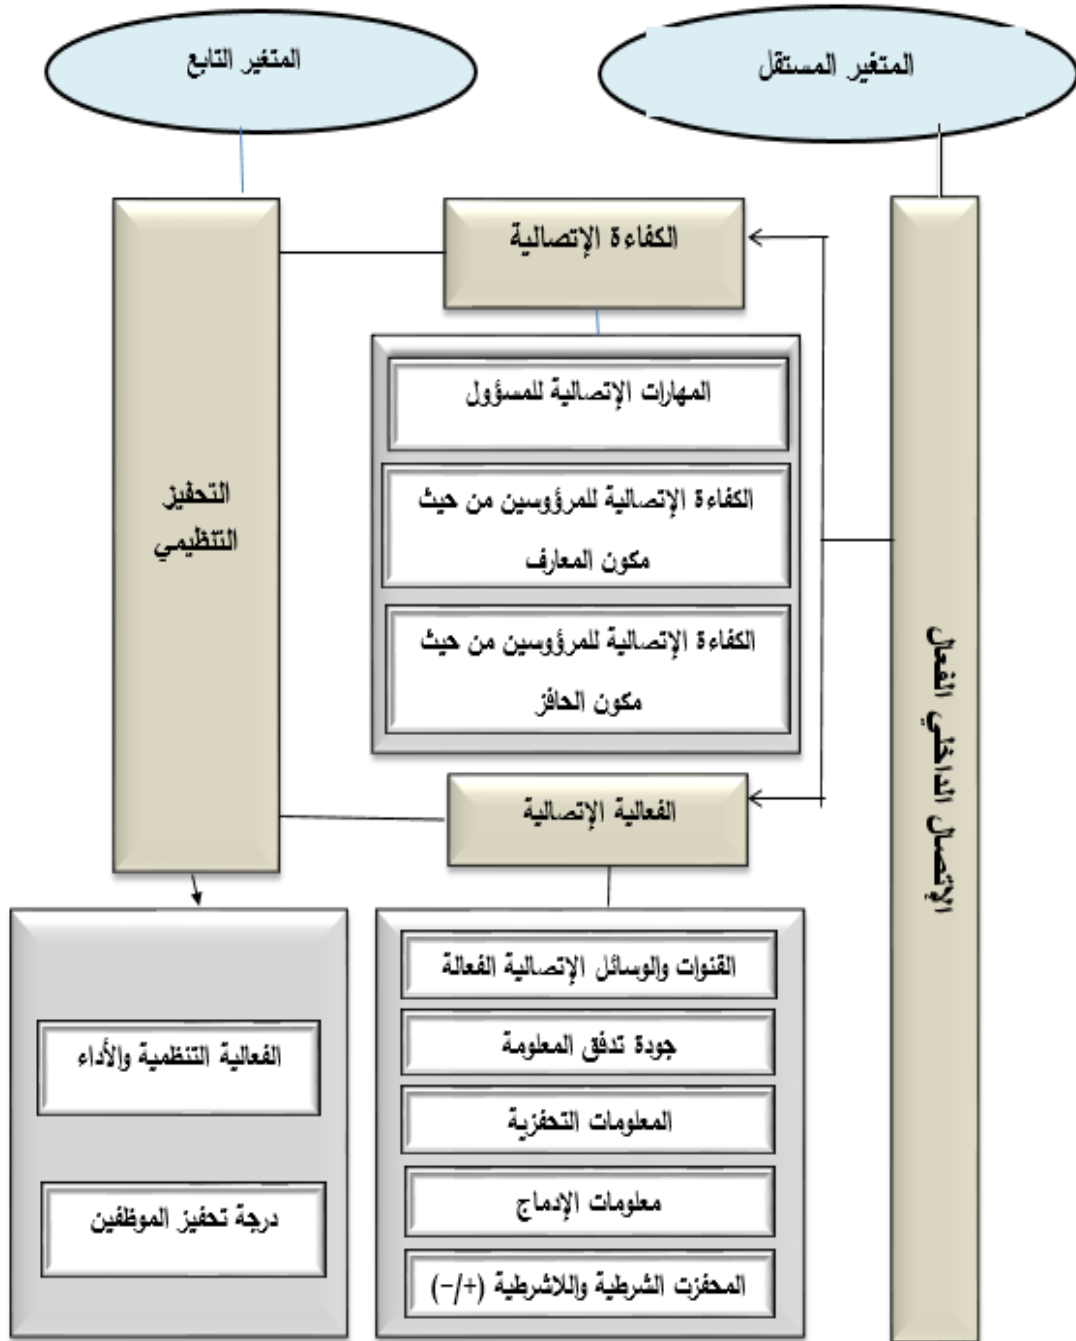 المتغير المستقل
المتغير التابع
الكفاءة الإتصالية
المهارات الإتصالية للمسؤول
الكفاءة الإتصالية للمرؤوسين من حيث
مكون المعارف
الكفاءة الإتصالية للمرؤوسين من حيث
مكون الحافز
التحفيز
التنظيمي
الإتصال الداخلي الفعال
الفعالية الإتصالية
القنوات والوسائل الإتصالية الفعالة
جودة تدفق المعلومة
المعلومات التحفزية
معلومات الإدماج
المحفزت الشرطية واللاشرطية (+/-)
الفعالية التنظمية والأداء
درجة تحفيز الموظفين